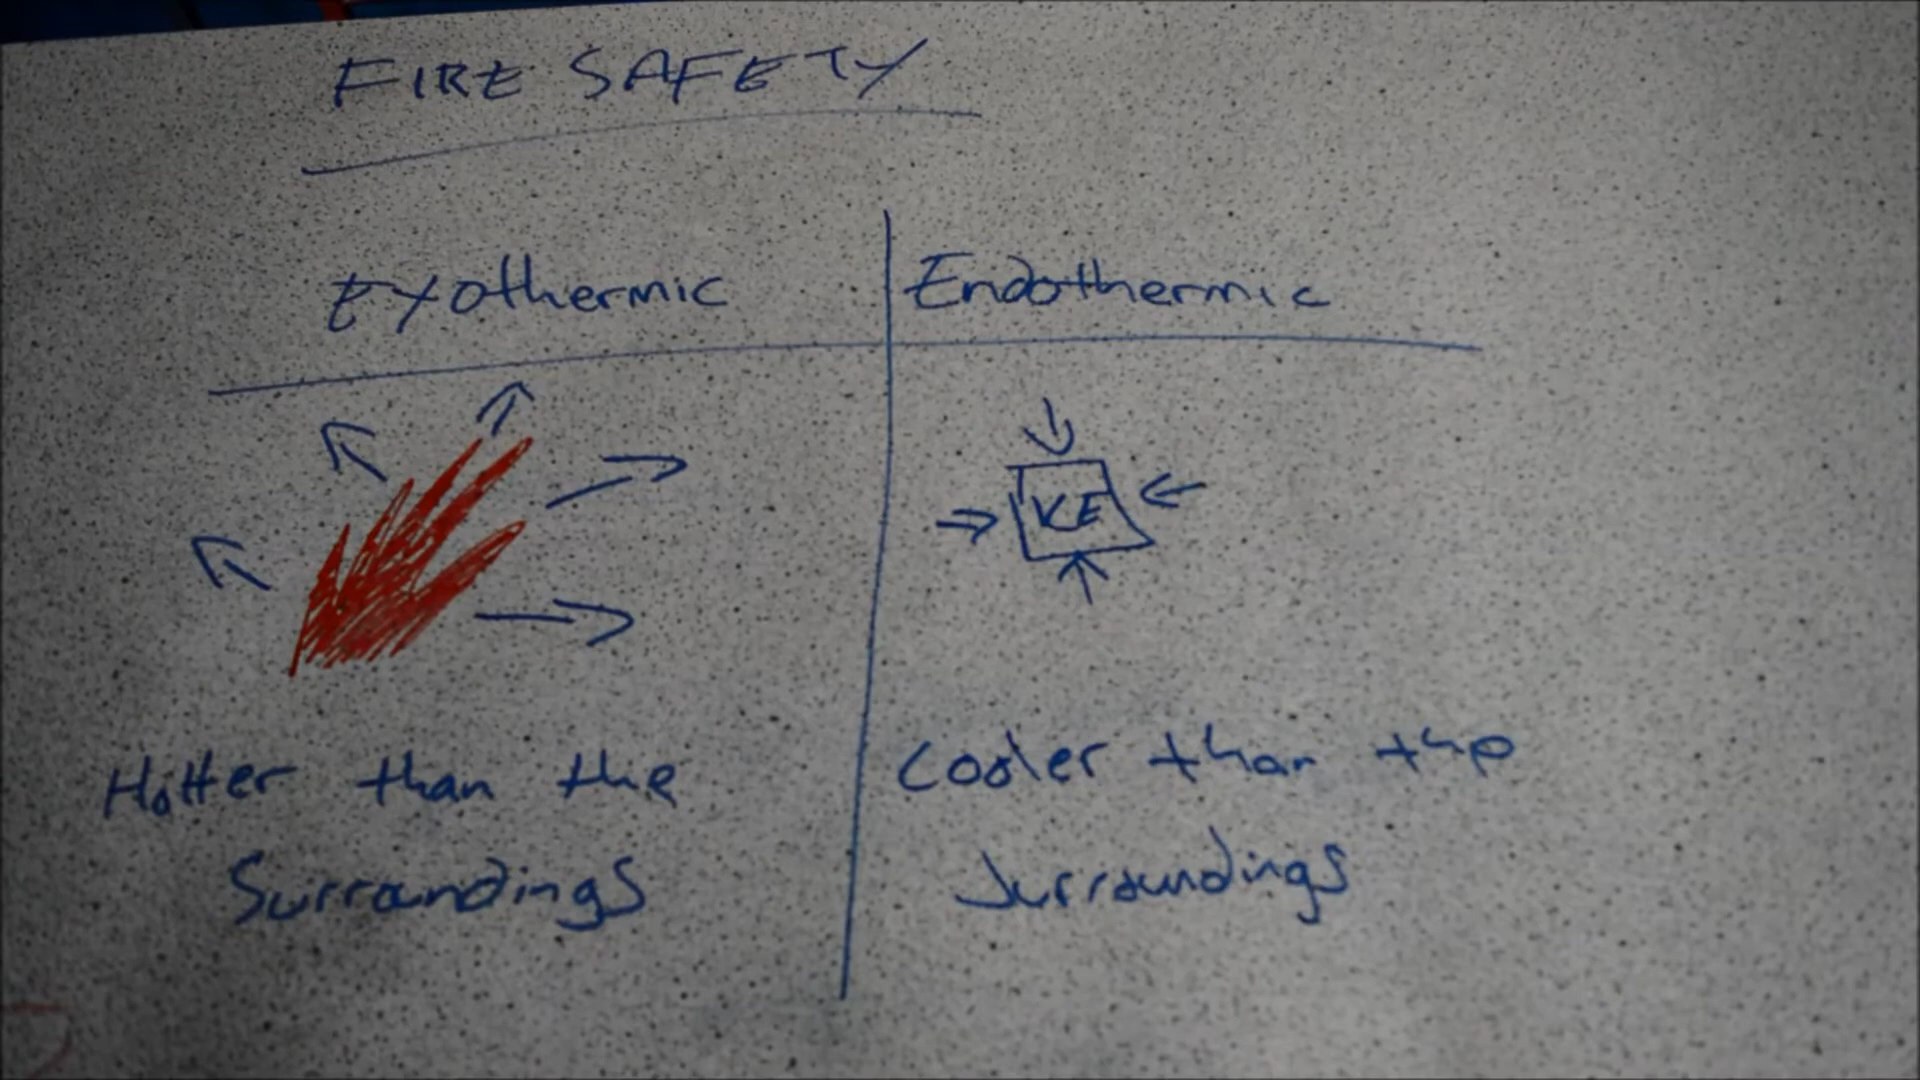 FIRE SAFETY
Exothermic
Endothermic
KE
Hotter than the
Surroundings
Cooler than the
Surroundings